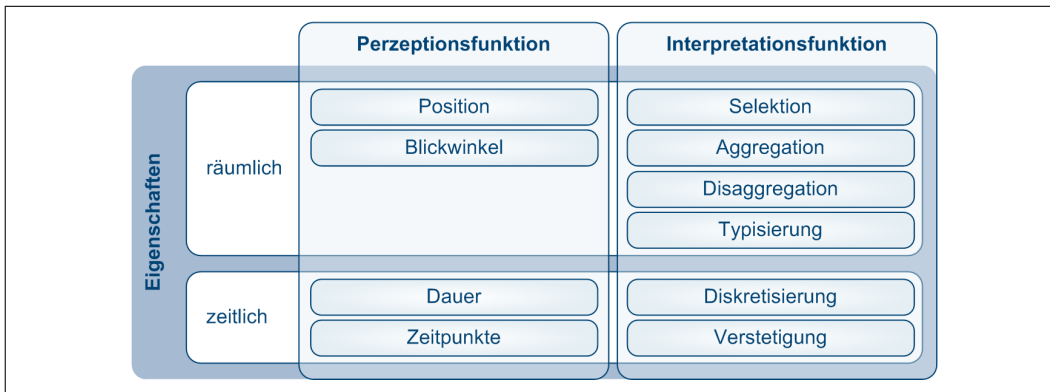 Perzeptionsfunktion
Interpretationsfunktion
Eigenschaften
räumlich
Position
Blickwinkel
Selektion
Aggregation
Disaggregation
Typisierung
zeitlich
Dauer
Zeitpunkte
Diskretisierung
Verstetigung